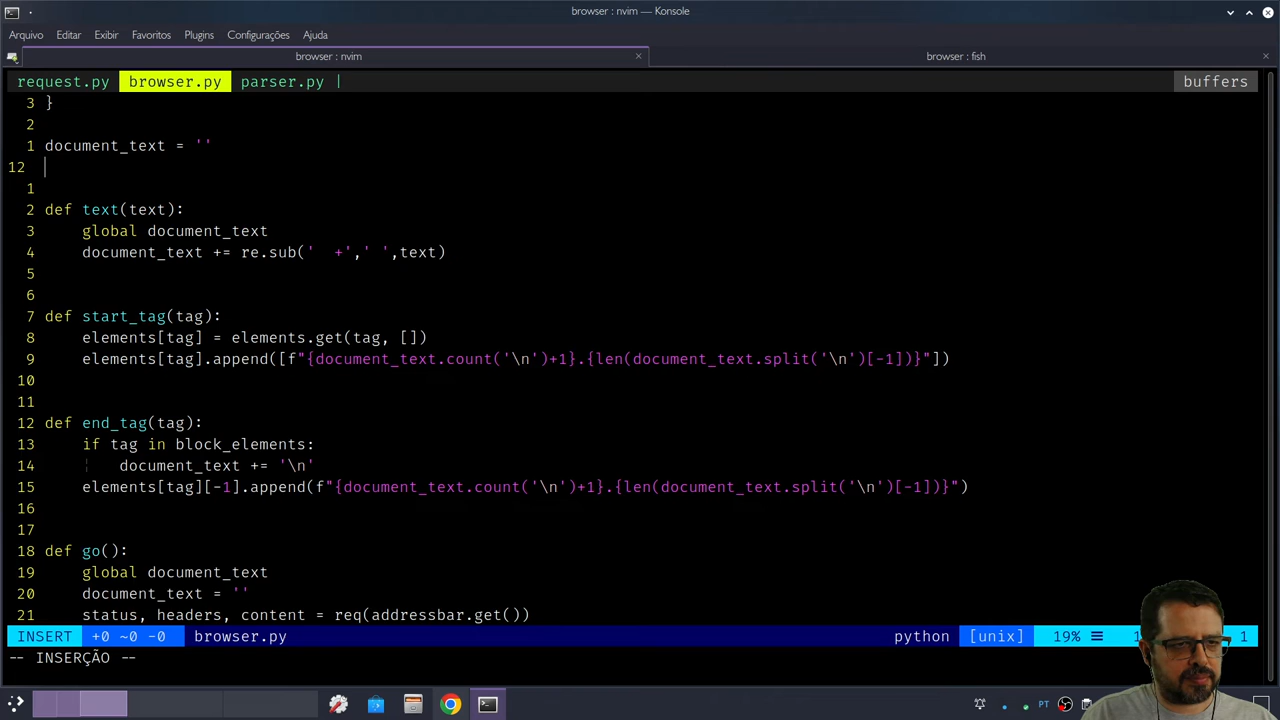 browser : nvim — Konsole
Arquivo Editar Exibir Favoritos Plugins Configurações Ajuda
browser : nvim browser : fish
request.py browser.py parser.py | buffers
3 }
2
1 document_text = ''
12
1
2 def text(text):
3 global document_text
4 document_text += re.sub('  +',' ',text)
5
6
7 def start_tag(tag):
8 elements[tag] = elements.get(tag, [])
9 elements[tag].append([f"{document_text.count('\n')+1}.{len(document_text.split('\n')[-1])}"])
10
11
12 def end_tag(tag):
13 if tag in block_elements:
14 ¦ document_text += '\n'
15 elements[tag][-1].append(f"{document_text.count('\n')+1}.{len(document_text.split('\n')[-1])}")
16
17
18 def go():
19 global document_text
20 document_text = ''
21 status, headers, content = req(addressbar.get())
INSERT +0 ~0 -0 browser.py python [unix] 19% ☰ 1 1
-- INSERÇÃO --
PT